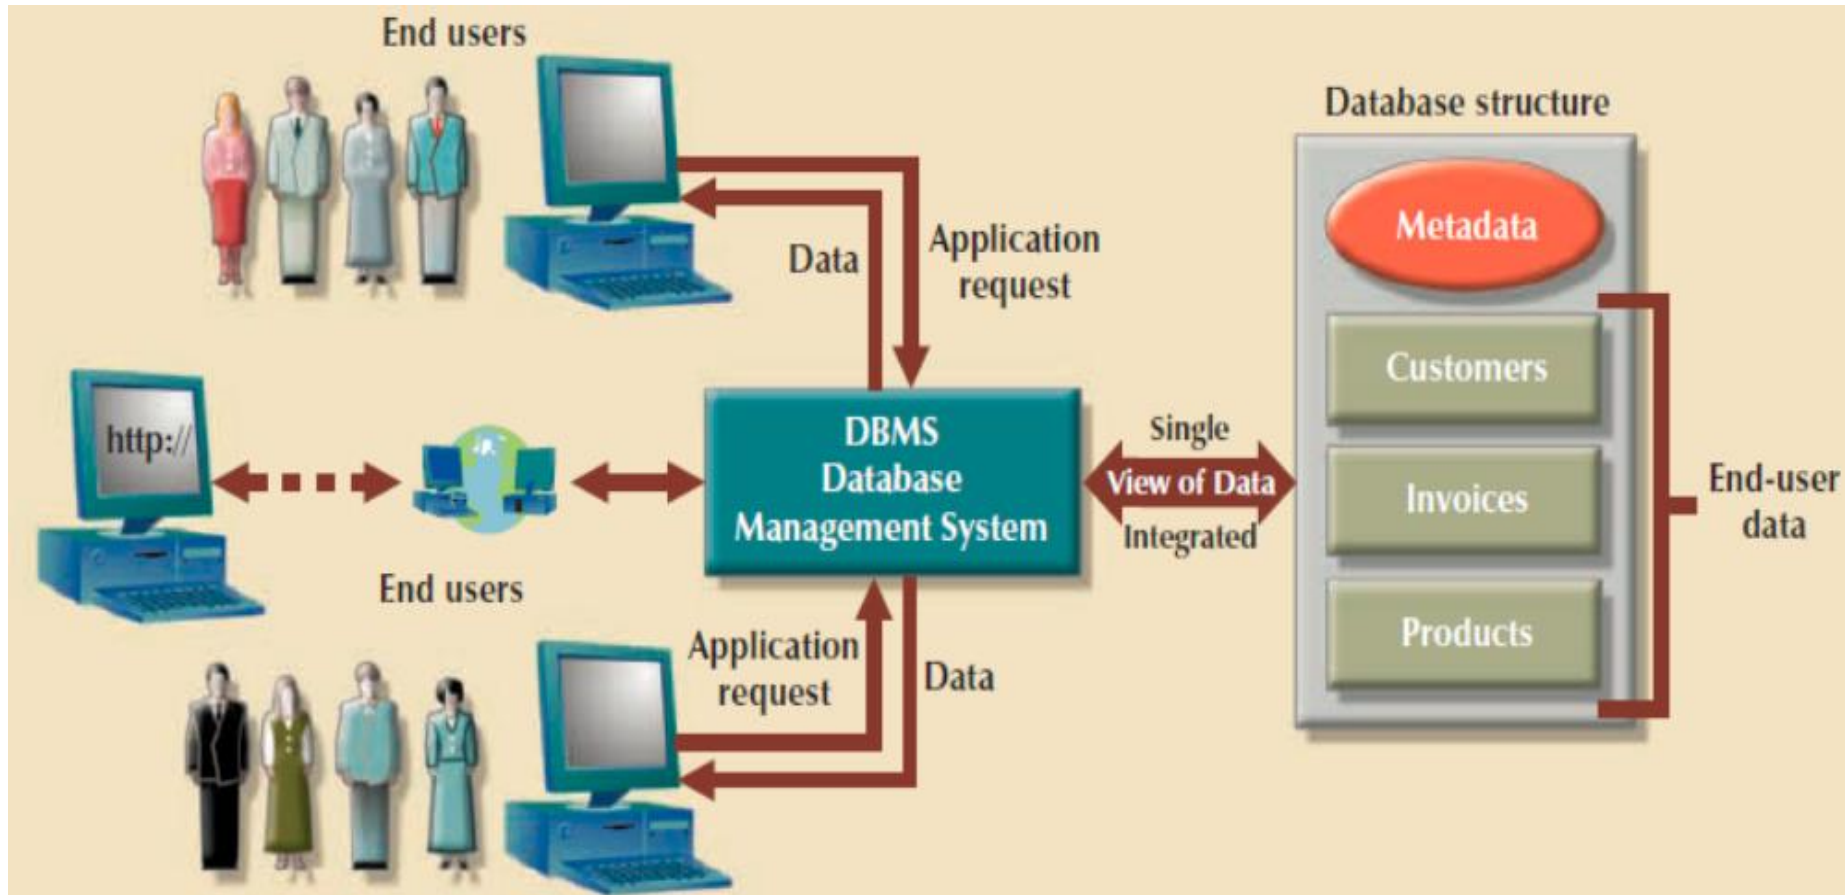 End users
Database structure
Metadata
Data
Application
request
Customers
http://
DBMS
Database
Management System
Single
View of Data
Integrated
Invoices
End-user
data
End users
Products
Application
request
Data